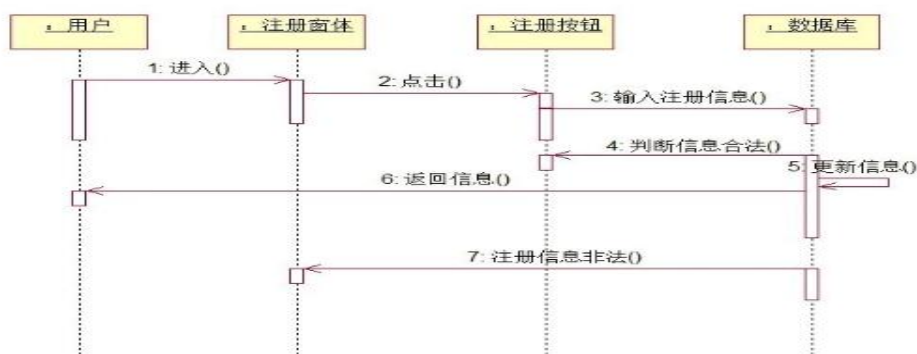 : 用户
: 注册窗体
: 注册按钮
: 数据库
1: 进入()
2: 点击()
3: 输入注册信息()
4: 判断信息合法()
5: 更新信息()
6: 返回信息()
7: 注册信息非法()